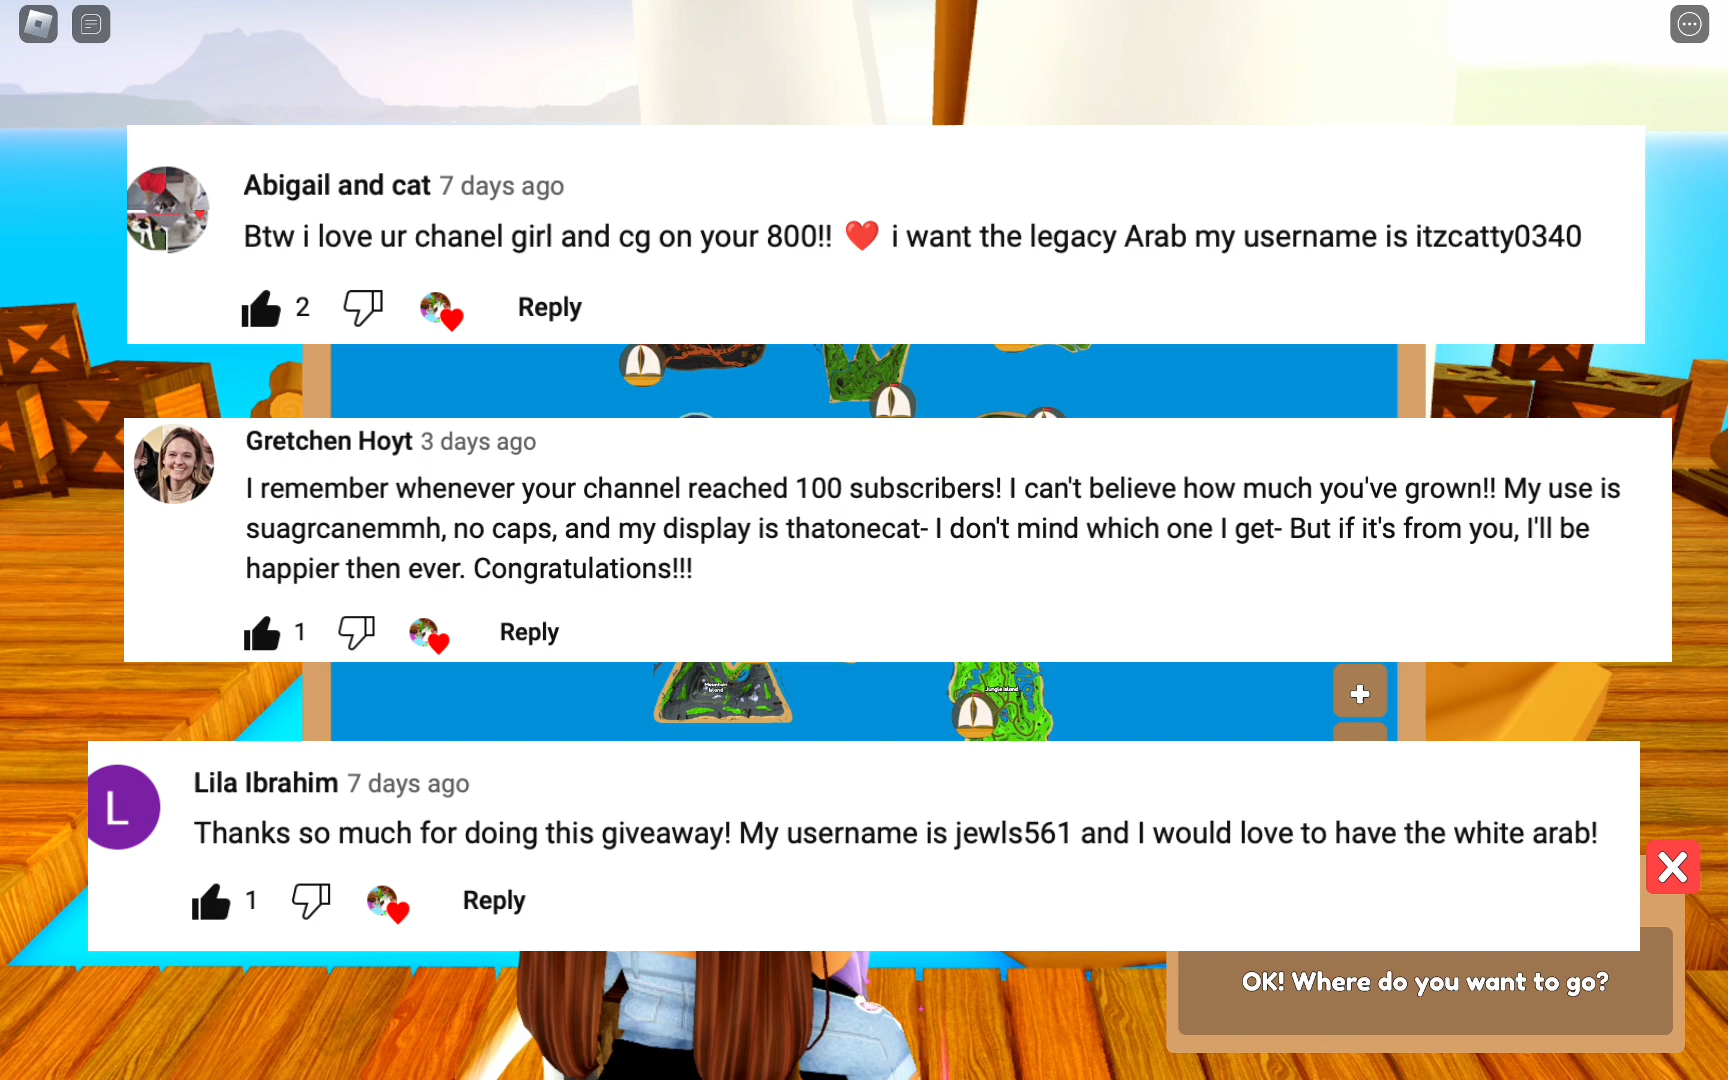 Abigail and cat 7 days ago
Btw i love ur chanel girl and cg on your 800!! ❤️ i want the legacy Arab my username is itzcatty0340
2 Reply
Gretchen Hoyt 3 days ago
I remember whenever your channel reached 100 subscribers! I can't believe how much you've grown!! My use is
suagrcanemmh, no caps, and my display is thatonecat- I don't mind which one I get- But if it's from you, I'll be
happier then ever. Congratulations!!!
1 Reply
Mountain
Island
Jungle Island
L
Lila Ibrahim 7 days ago
Thanks so much for doing this giveaway! My username is jewls561 and I would love to have the white arab!
1 Reply
OK! Where do you want to go?